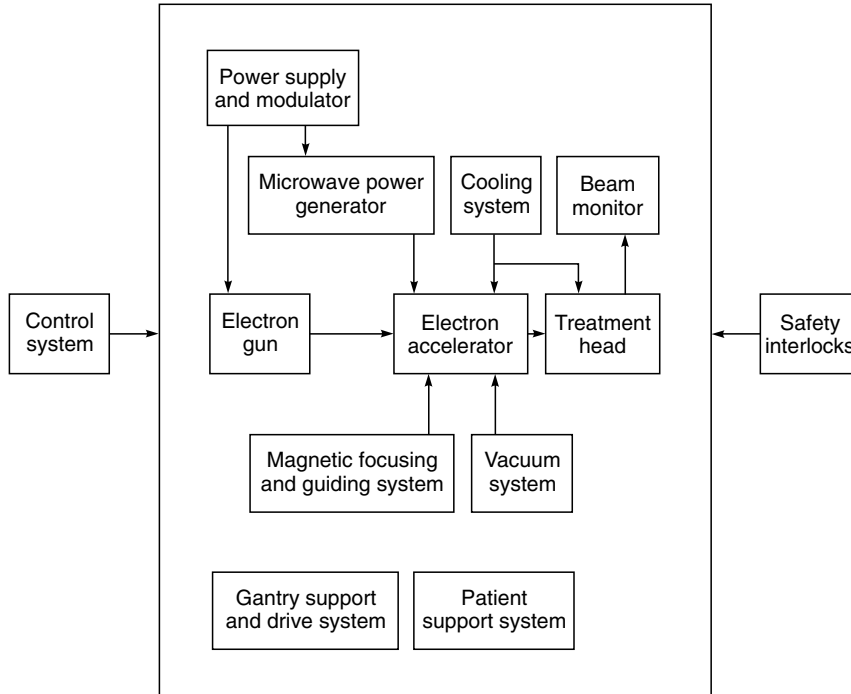 Power supply
and modulator
Microwave power
generator
Cooling
system
Beam
monitor
Control
system
Electron
gun
Electron
accelerator
Treatment
head
Safety
interlocks
Magnetic focusing
and guiding system
Vacuum
system
Gantry support
and drive system
Patient
support system